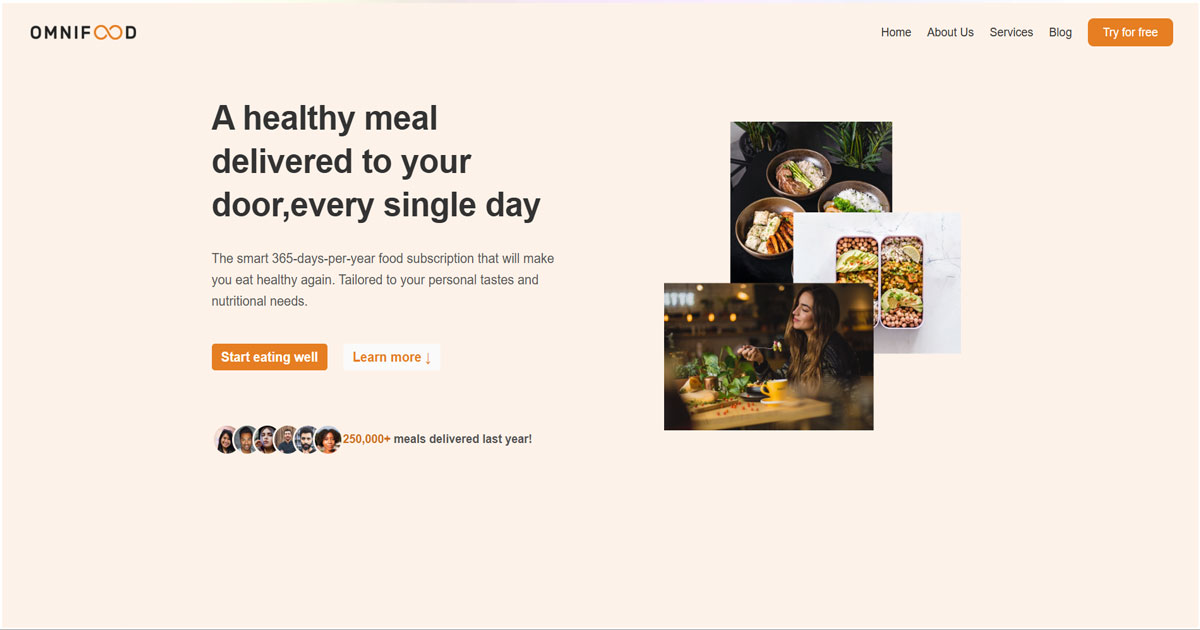 OMNIFOOD
Home About Us Services Blog Try for free
A healthy meal
delivered to your
door,every single day
The smart 365-days-per-year food subscription that will make
you eat healthy again. Tailored to your personal tastes and
nutritional needs.
Start eating well Learn more ↓
250,000+ meals delivered last year!